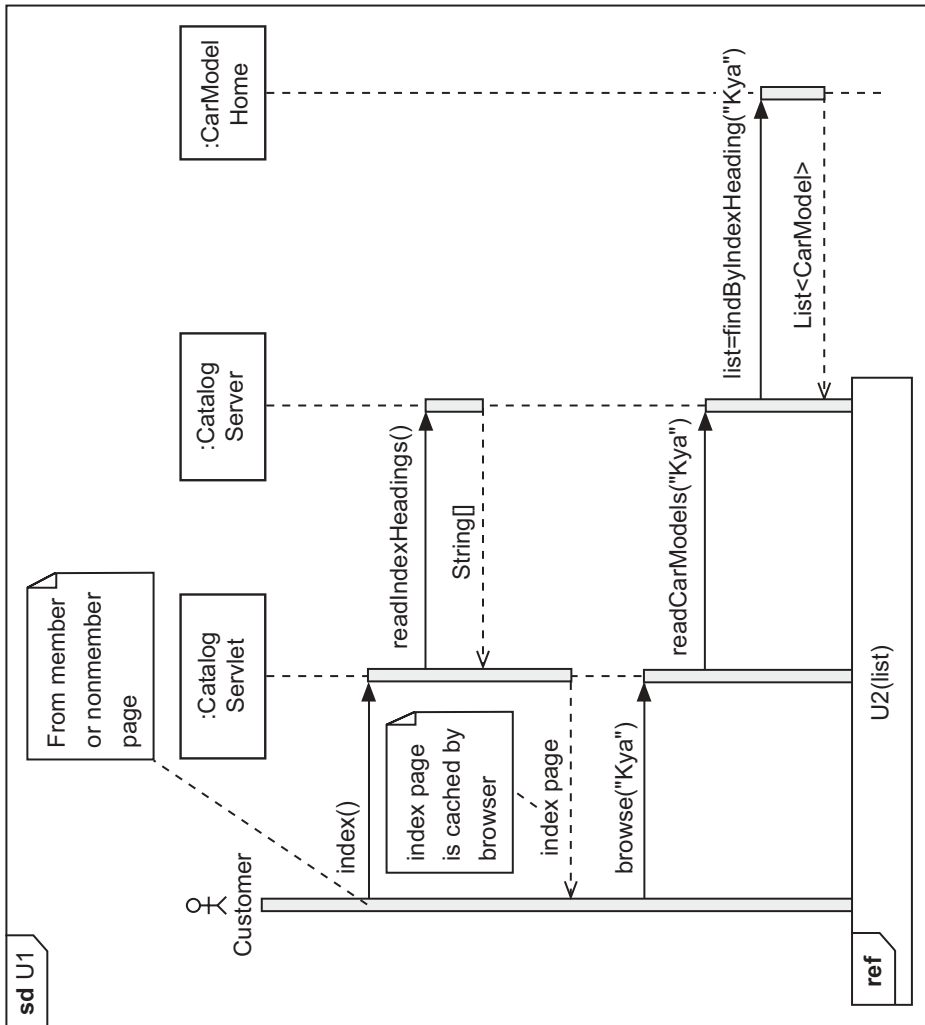 sd U1
From member
or nonmember
page
Customer
:Catalog
Servlet
:Catalog
Server
:CarModel
Home
index()
readIndexHeadings()
index page
is cached by
browser
String[]
index page
browse("Kya")
readCarModels("Kya")
list=findByIndexHeading("Kya")
List<CarModel>
ref
U2(list)